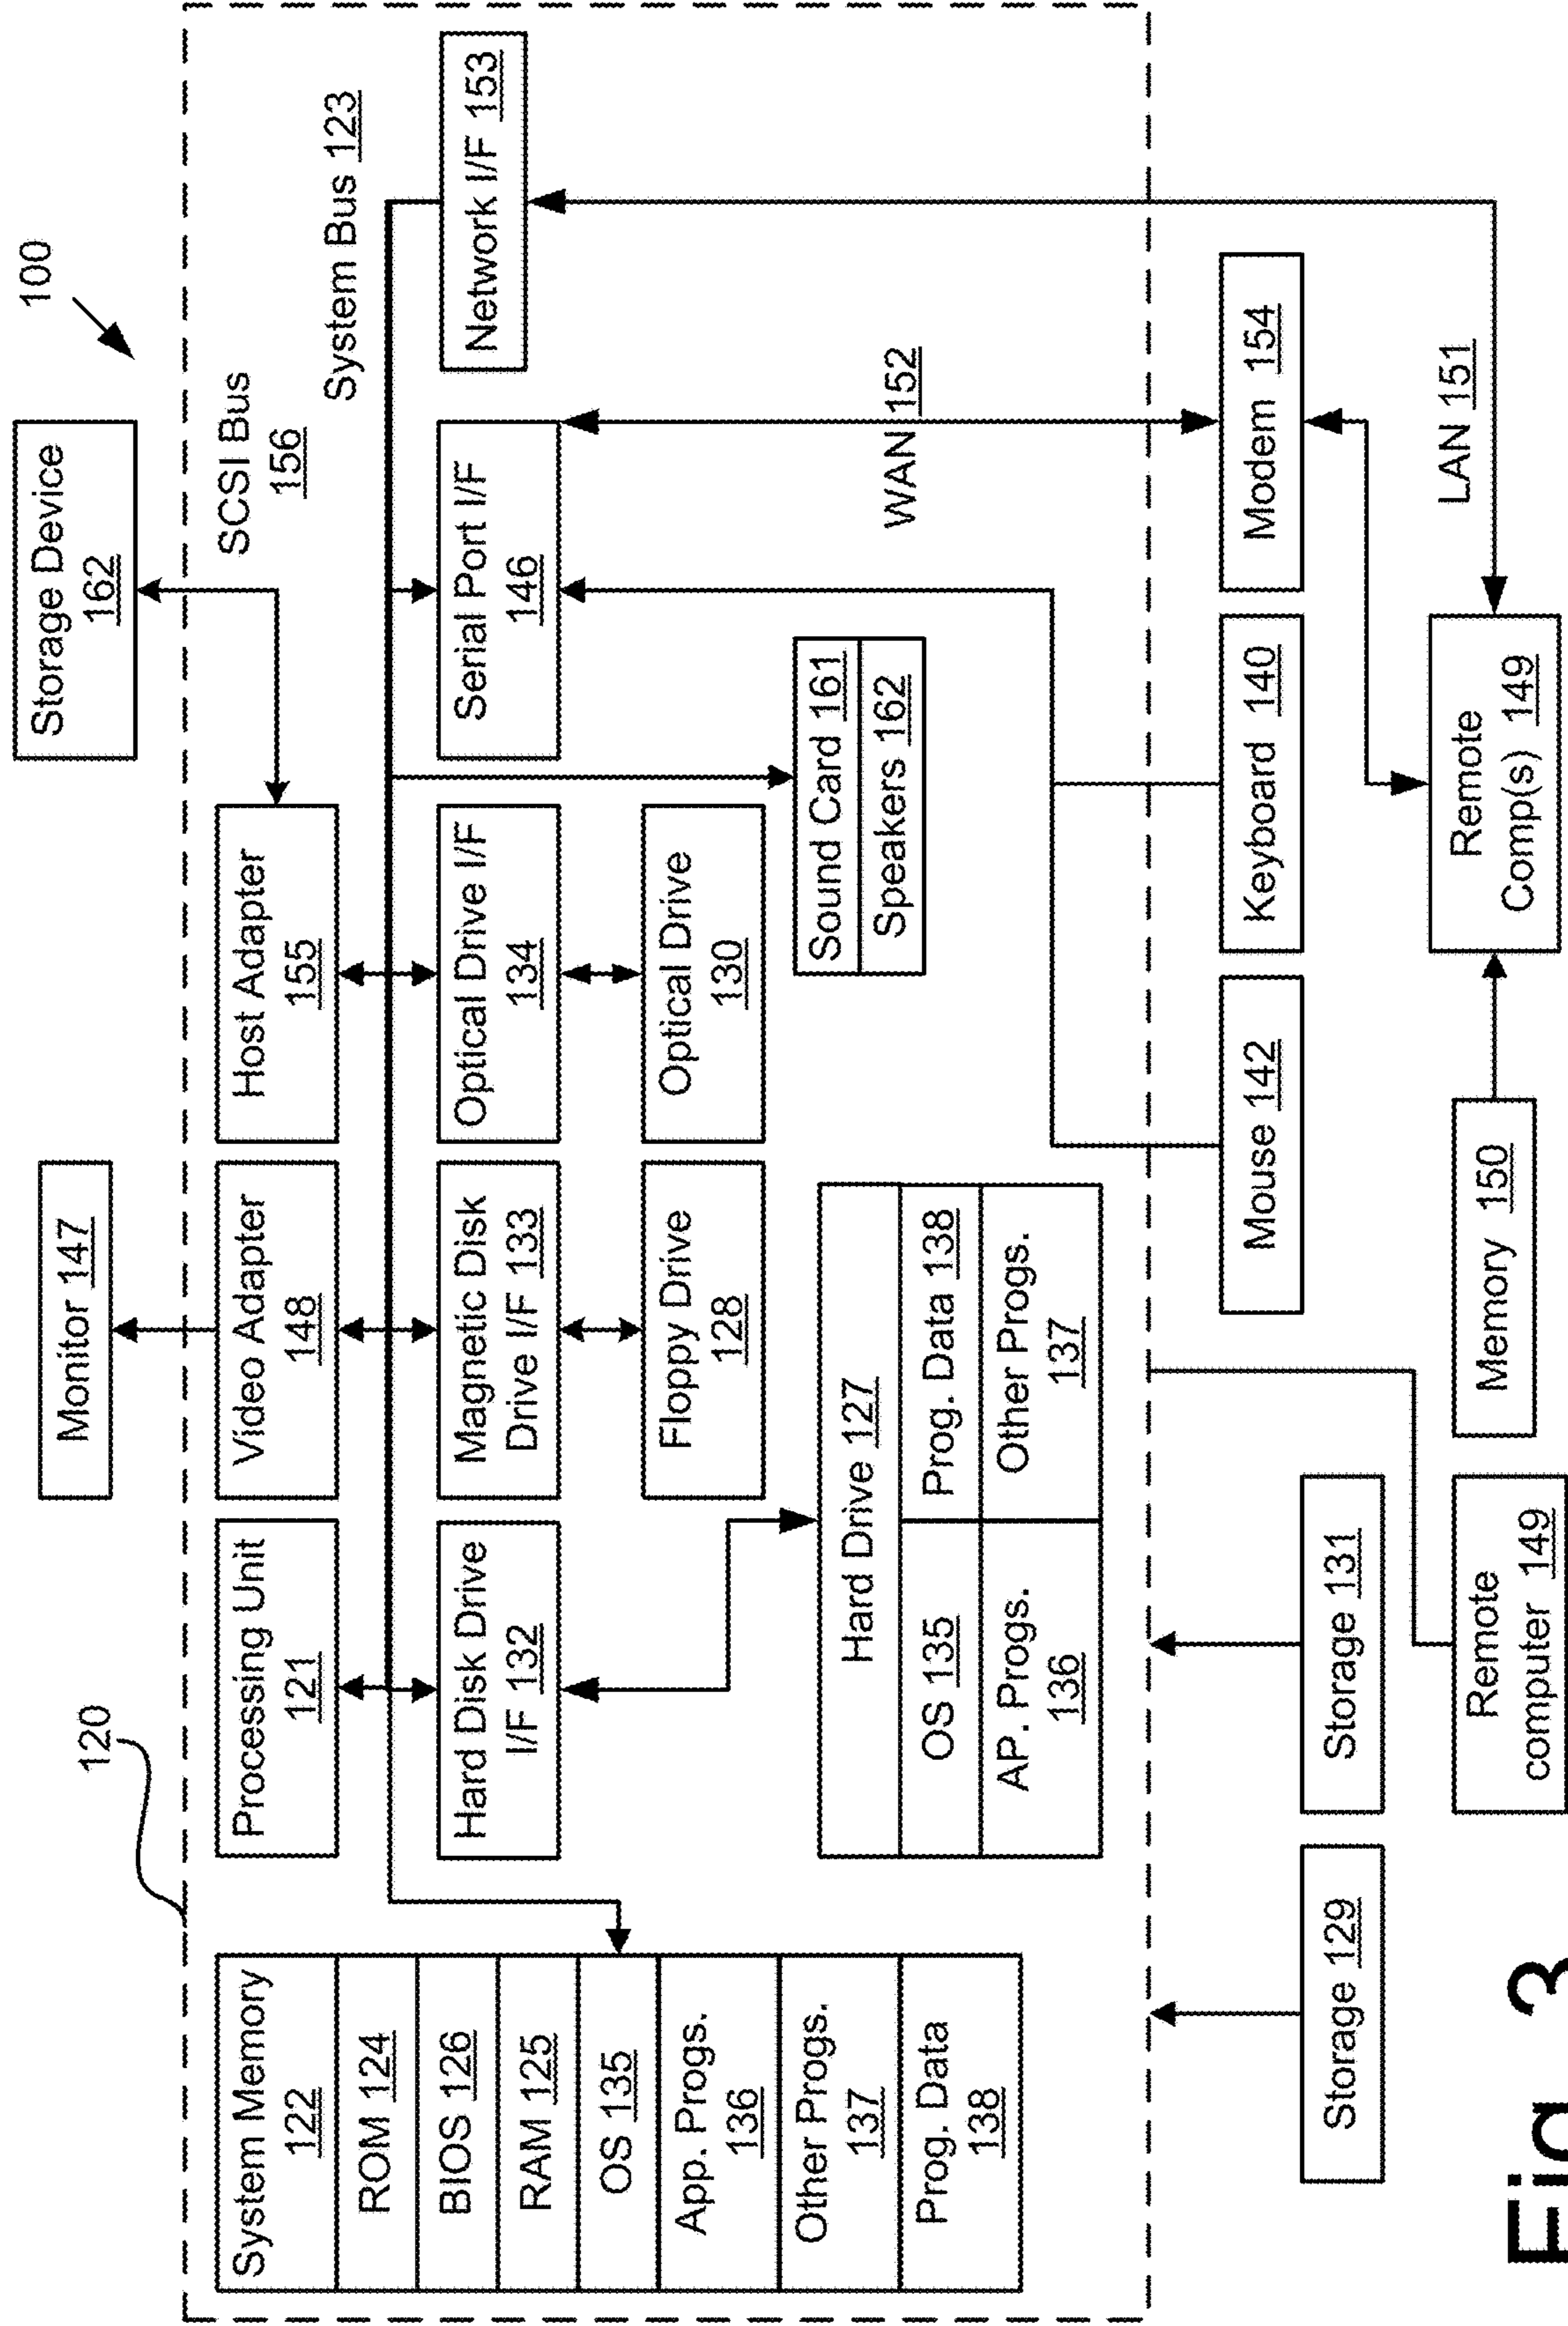 100
120
Monitor 147
Storage Device
162
System Memory
122
ROM 124
BIOS 126
RAM 125
OS 135
App. Progs.
136
Other Progs.
137
Prog. Data
138
Processing Unit
121
Video Adapter
148
Host Adapter
155
SCSI Bus
156
System Bus 123
Hard Disk Drive
I/F 132
Magnetic Disk
Drive I/F 133
Optical Drive I/F
134
Serial Port I/F
146
Network I/F 153
Floppy Drive
128
Optical Drive
130
Sound Card 161
Speakers 162
Hard Drive 127
OS 135
Prog. Data 138
AP. Progs.
136
Other Progs.
137
WAN 152
Mouse 142
Keyboard 140
Modem 154
Storage 129
Storage 131
Remote
computer 149
Memory 150
Remote
Comp(s) 149
LAN 151
Fig. 3